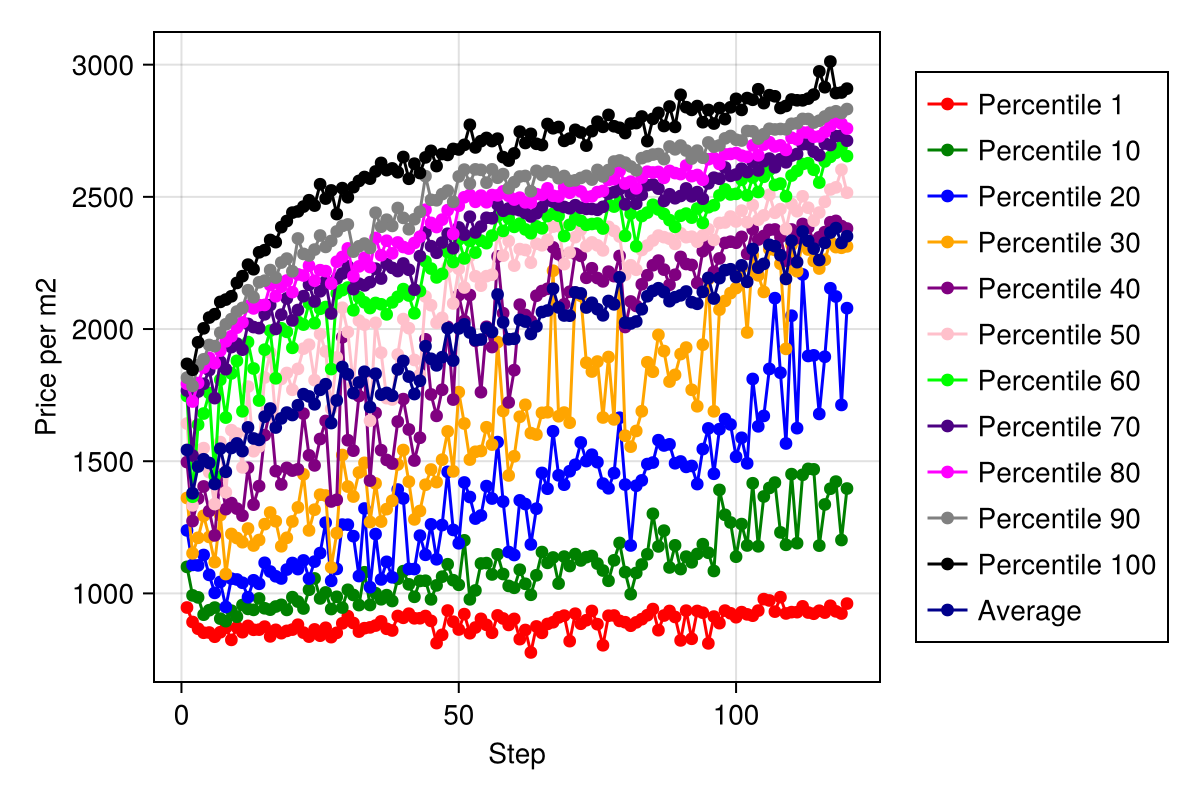 3000
2500
2000
1500
1000
Price per m2
0
50
100
Step
Percentile 1
Percentile 10
Percentile 20
Percentile 30
Percentile 40
Percentile 50
Percentile 60
Percentile 70
Percentile 80
Percentile 90
Percentile 100
Average